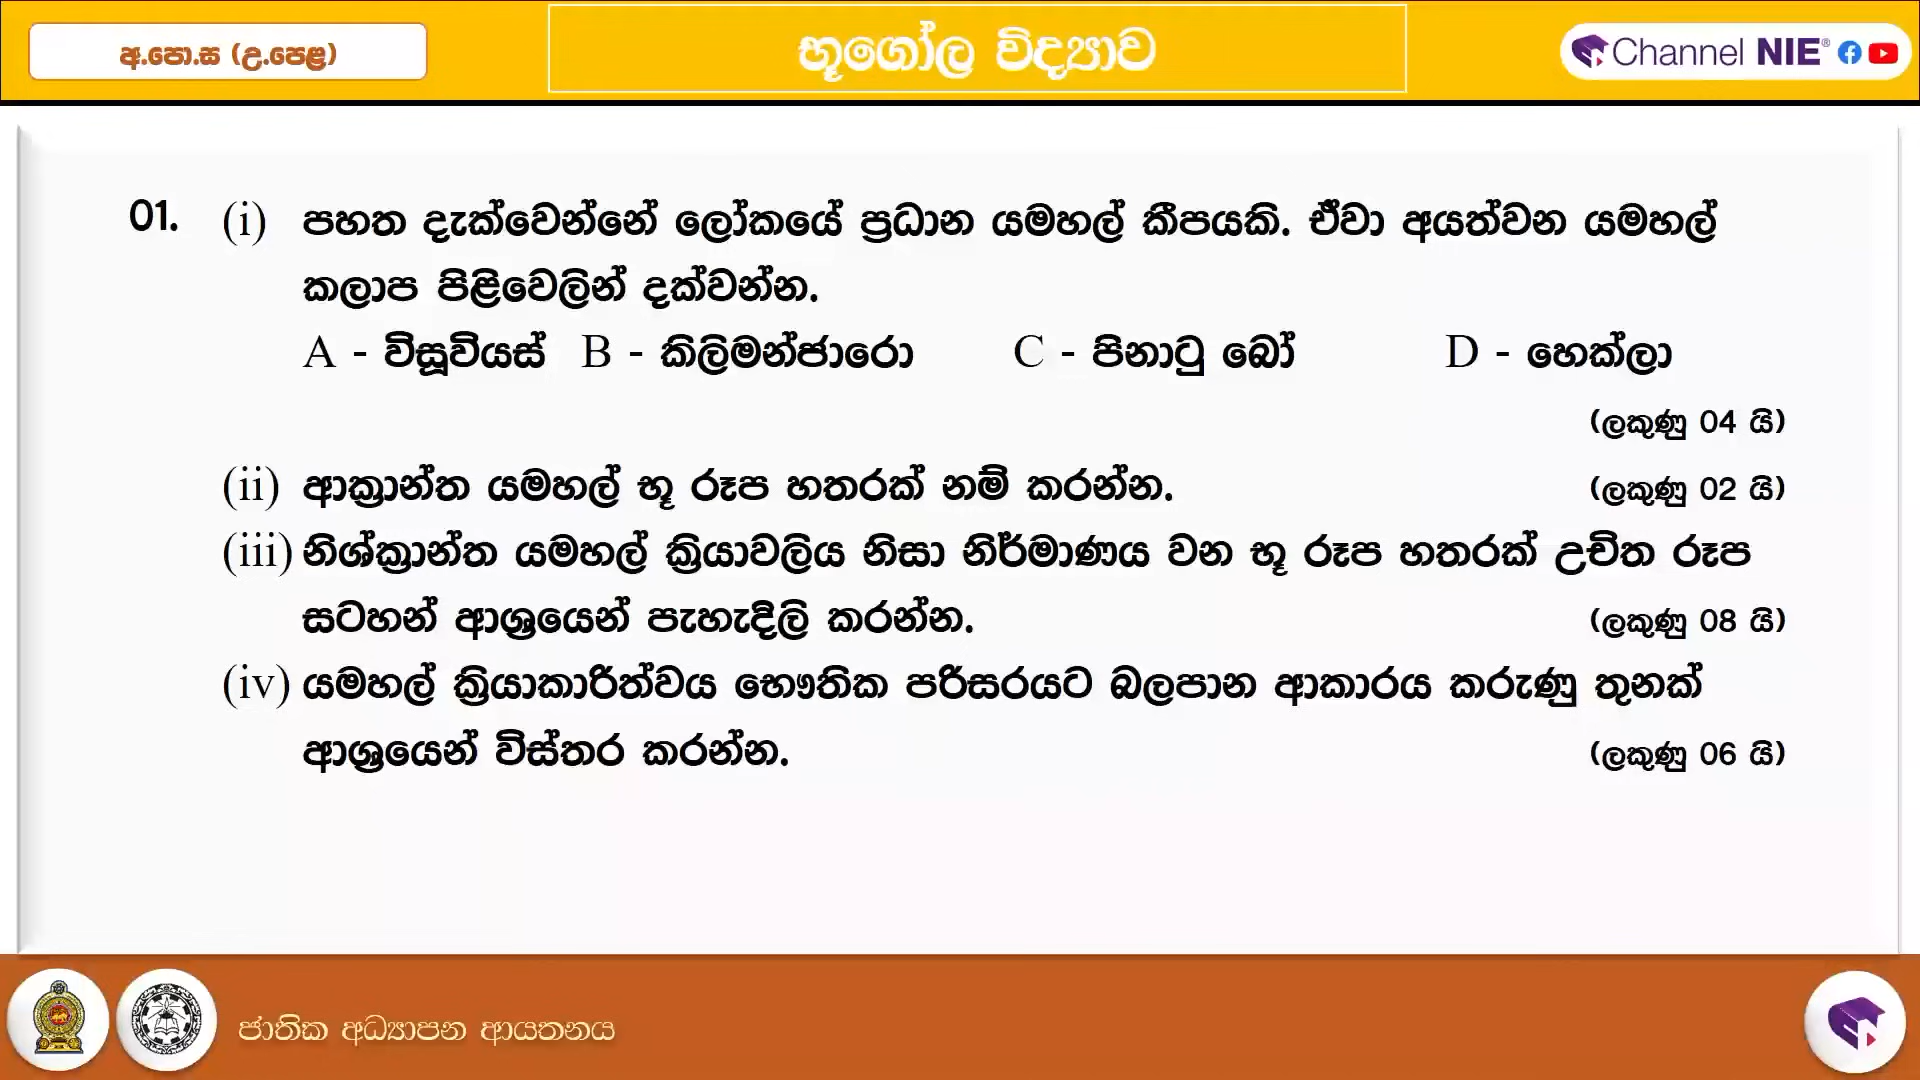 අ.පො.ස (උ.පෙළ)
භූගෝල විද්‍යාව
Channel NIE®
01. (i) පහත දැක්වෙන්නේ ලෝකයේ ප්‍රධාන යමහල් කීපයකි. ඒවා අයත්වන යමහල්
කලාප පිළිවෙලින් දක්වන්න.
A - විසූවියස් B - කිලිමන්ජාරො C - පිනාටු බෝ D - හෙක්ලා
(ලකුණු 04 යි)
(ii) ආක්‍රාන්ත යමහල් භූ රූප හතරක් නම් කරන්න. (ලකුණු 02 යි)
(iii) නිශ්ක්‍රාන්ත යමහල් ක්‍රියාවලිය නිසා නිර්මාණය වන භූ රූප හතරක් උචිත රූප
සටහන් ආශ්‍රයෙන් පැහැදිලි කරන්න. (ලකුණු 08 යි)
(iv) යමහල් ක්‍රියාකාරිත්වය භෞතික පරිසරයට බලපාන ආකාරය කරුණු තුනක්
ආශ්‍රයෙන් විස්තර කරන්න. (ලකුණු 06 යි)
ජාතික අධ්‍යාපන ආයතනය